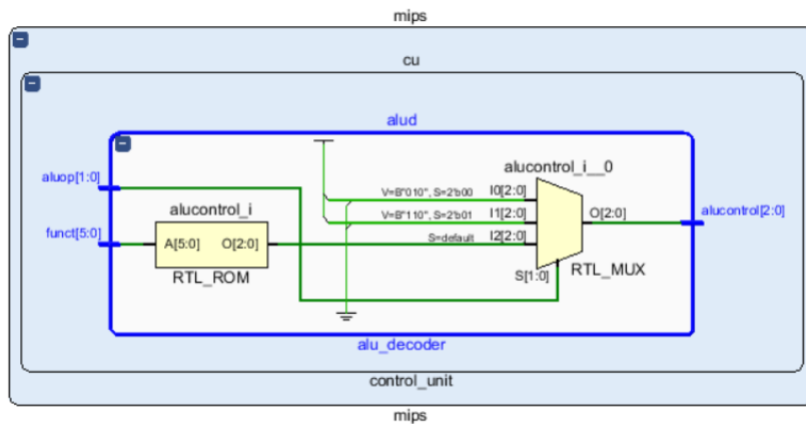 mips
cu
alud
alucontrol_i__0
aluop[1:0]
V=B"010", S=2'b00 I0[2:0]
alucontrol_i
V=B"110", S=2'b01 I1[2:0]
O[2:0]
alucontrol[2:0]
funct[5:0]
A[5:0] O[2:0]
S=default I2[2:0]
RTL_ROM
S[1:0]
RTL_MUX
alu_decoder
control_unit
mips